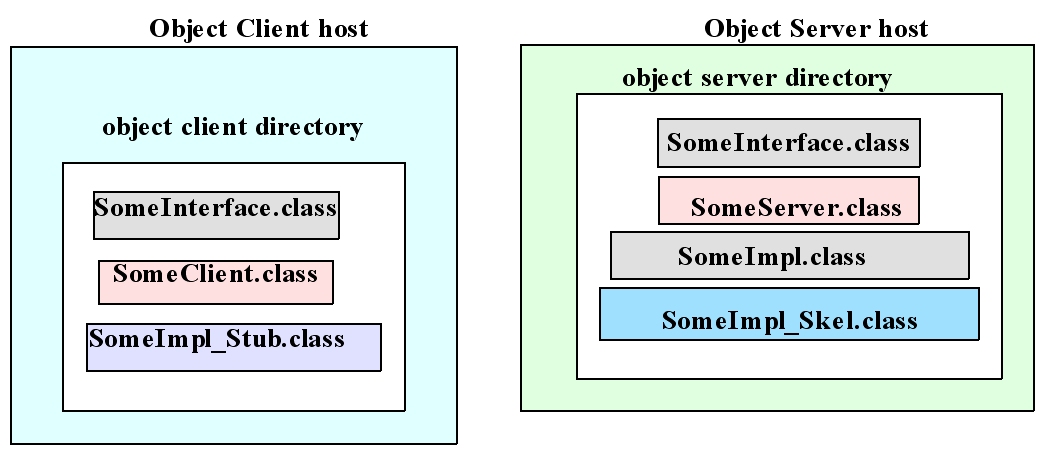 Object Client host
object client directory
SomeInterface.class
SomeClient.class
SomeImpl_Stub.class
Object Server host
object server directory
SomeInterface.class
SomeServer.class
SomeImpl.class
SomeImpl_Skel.class